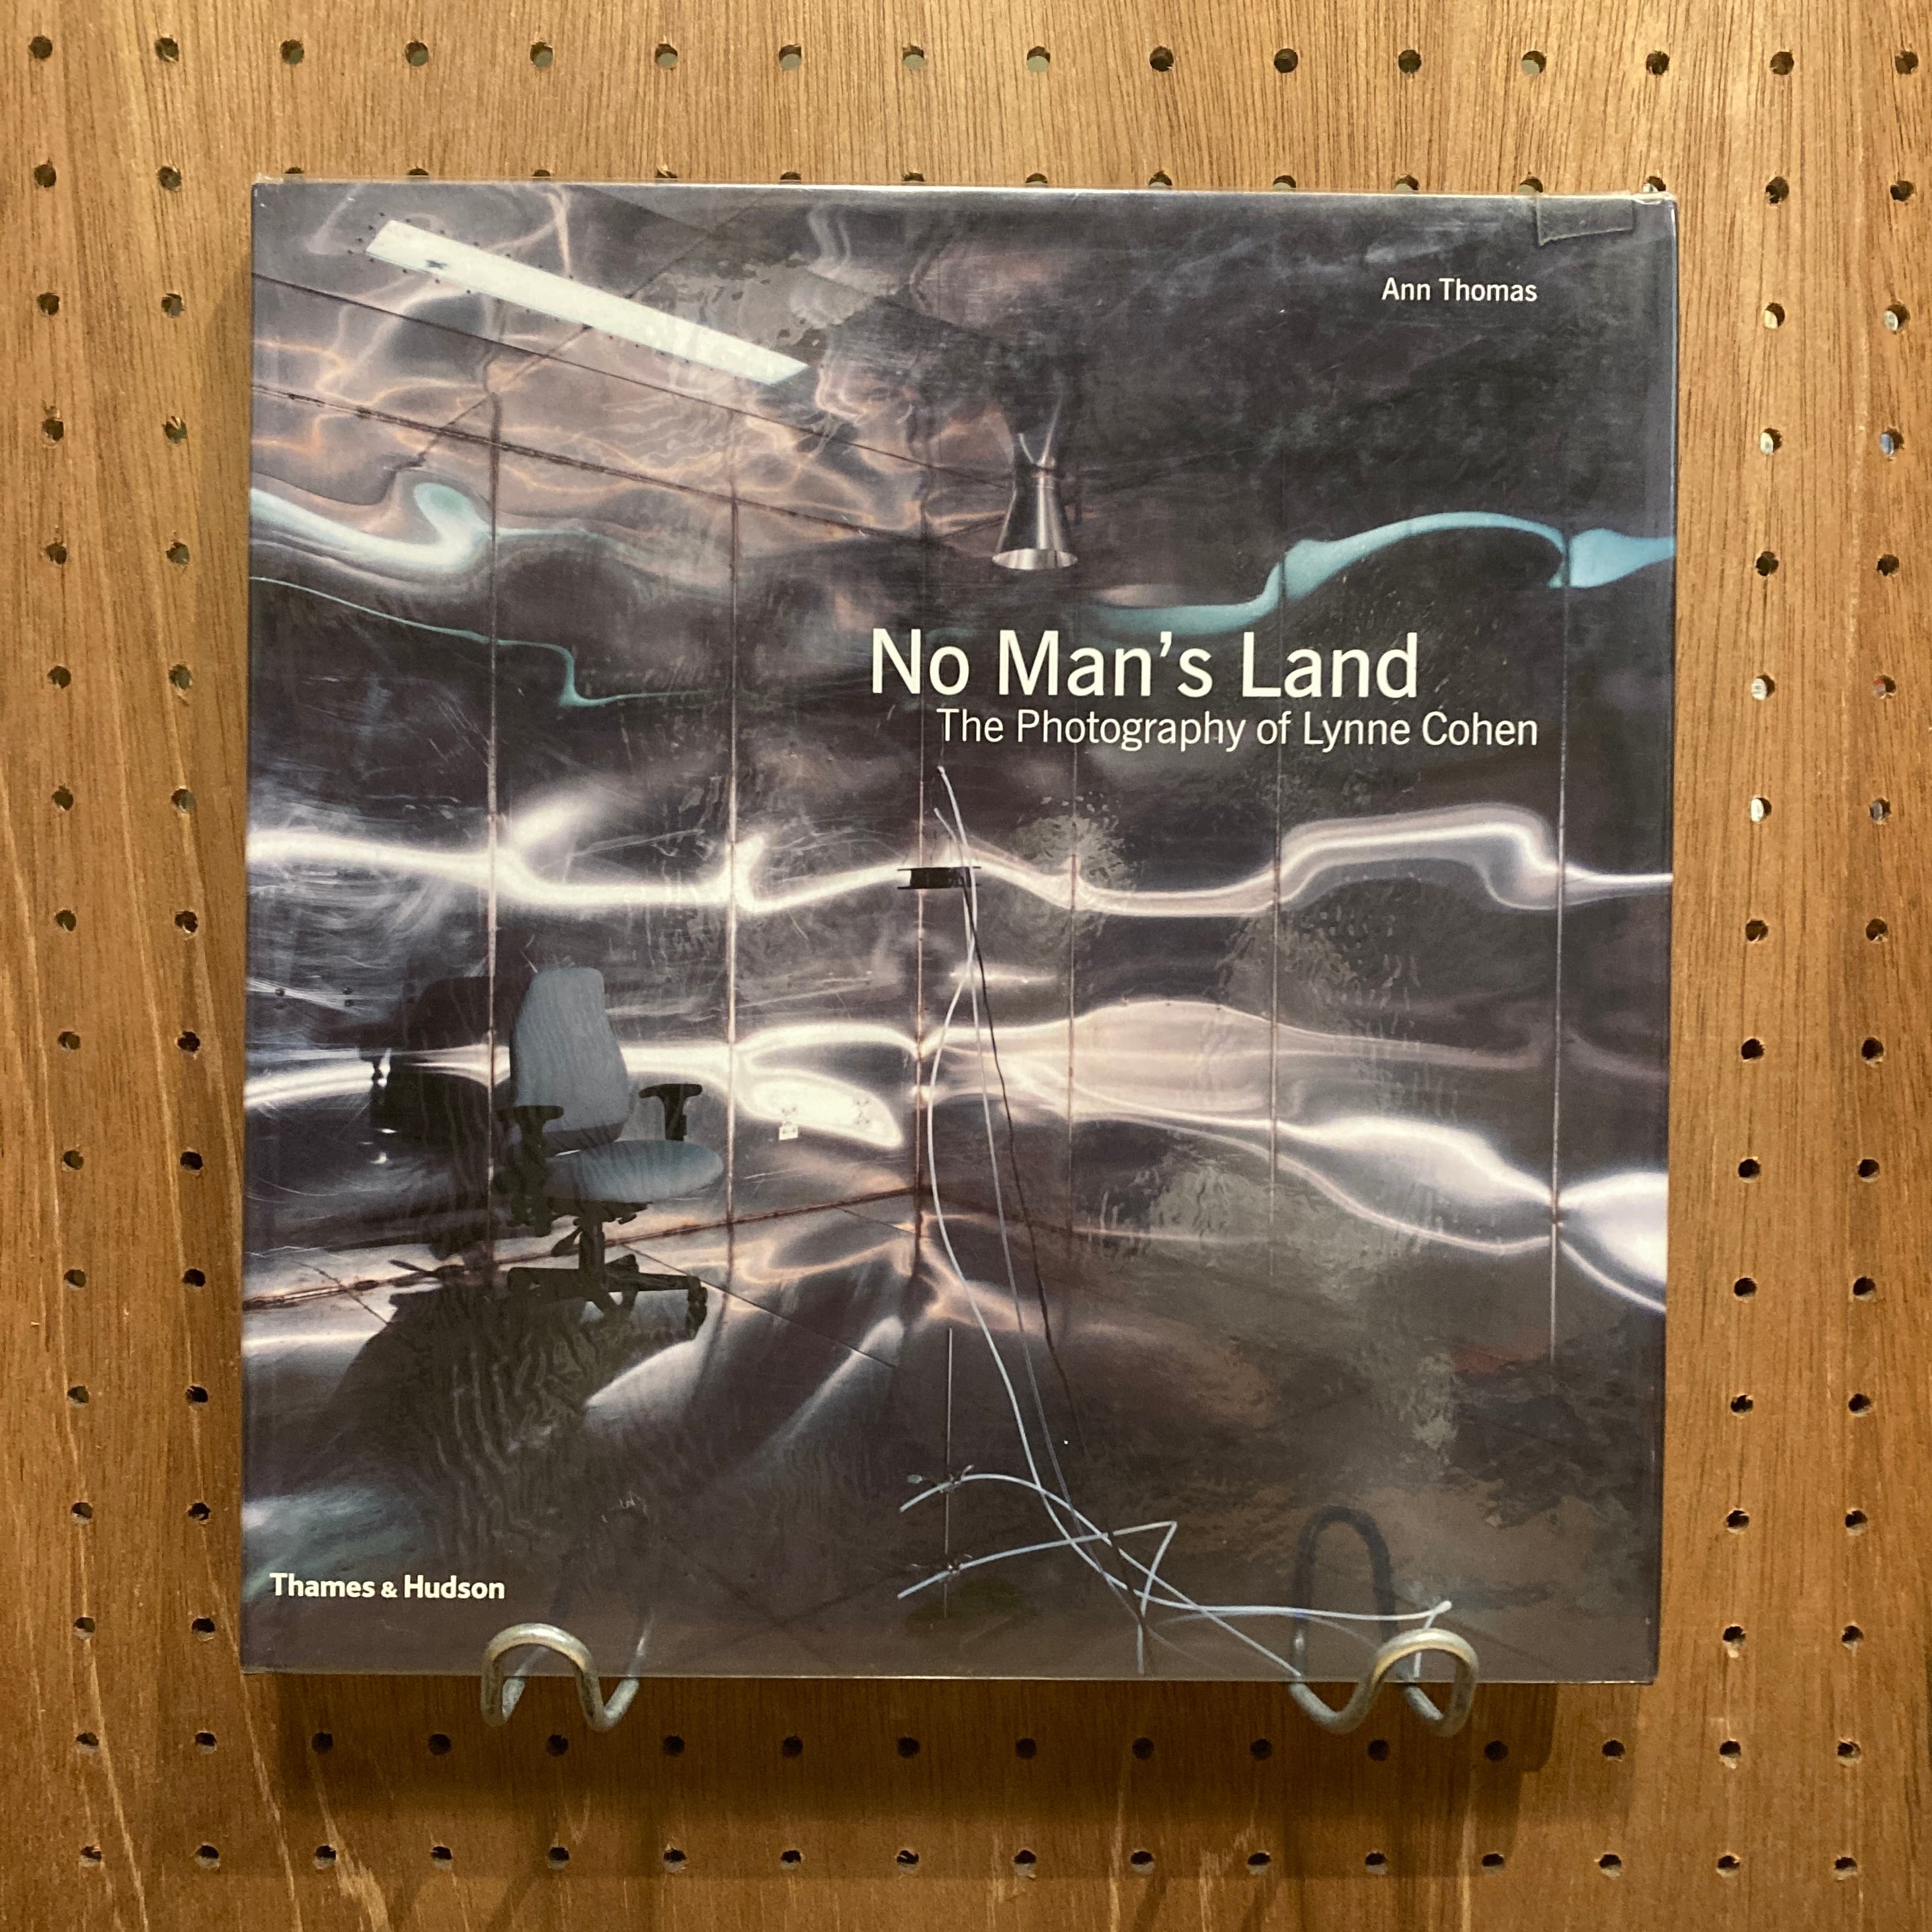 Ann Thomas
No Man's Land
The Photography of Lynne Cohen
Thames & Hudson